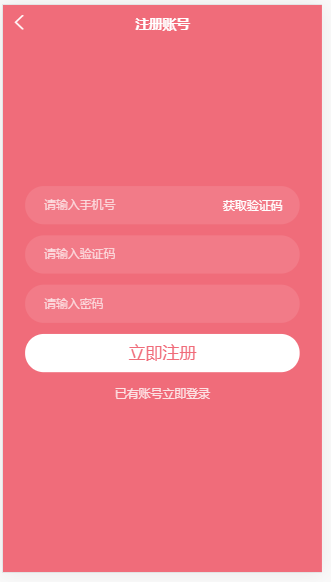 注册账号
请输入手机号 获取验证码
请输入验证码
请输入密码
立即注册
已有账号立即登录